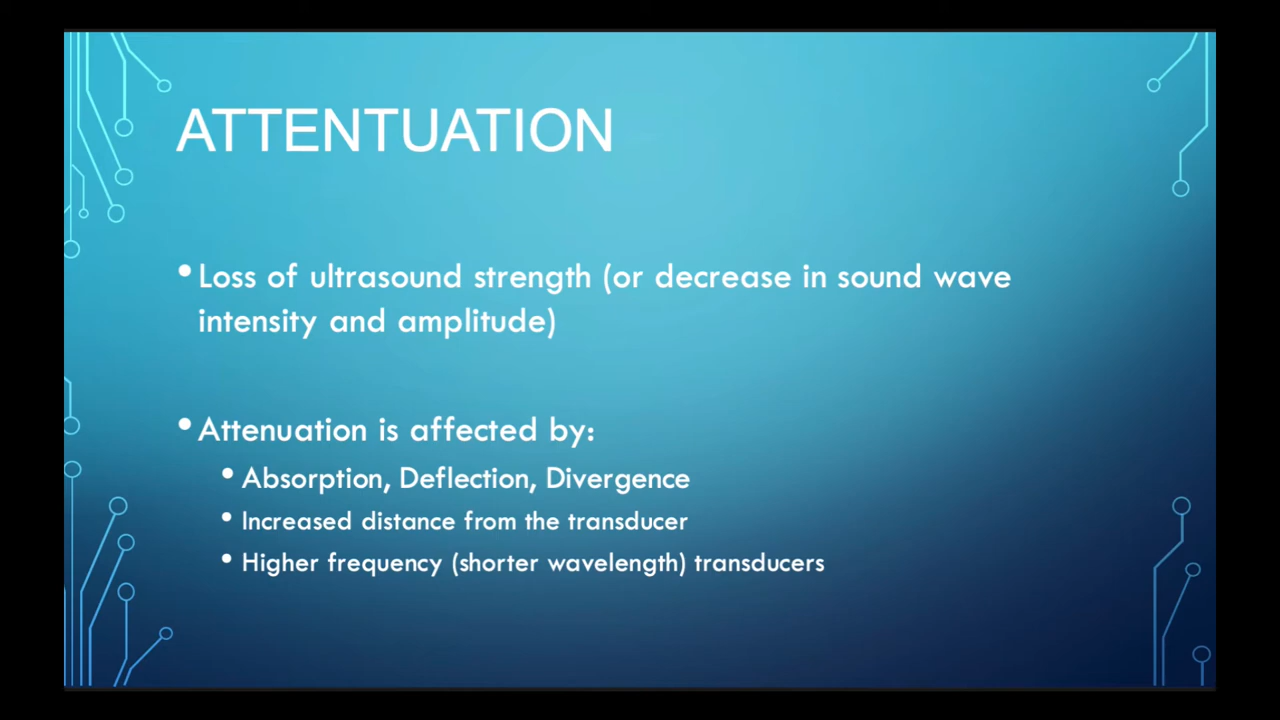 ATTENTUATION
• Loss of ultrasound strength (or decrease in sound wave
intensity and amplitude)
• Attenuation is affected by:
• Absorption, Deflection, Divergence
• Increased distance from the transducer
• Higher frequency (shorter wavelength) transducers